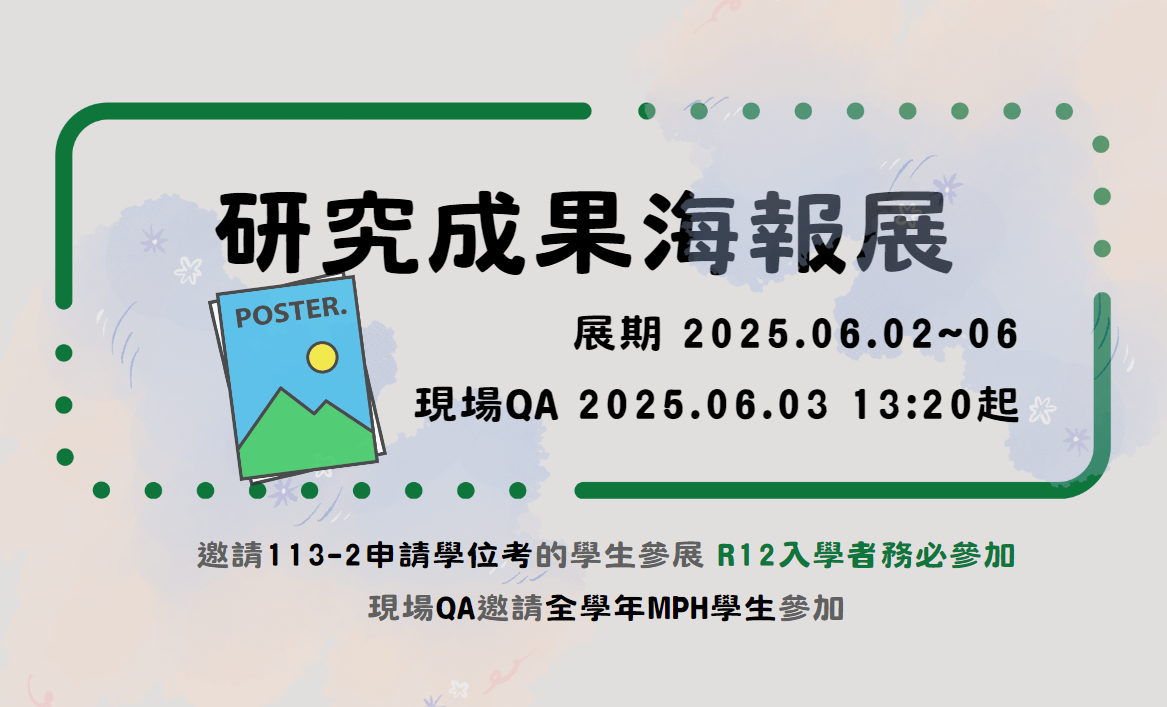 研究成果海報展
POSTER.
展期 2025.06.02~06
現場QA 2025.06.03 13:20起
邀請113-2申請學位考的學生參展 R12入學者務必參加
現場QA邀請全學年MPH學生參加